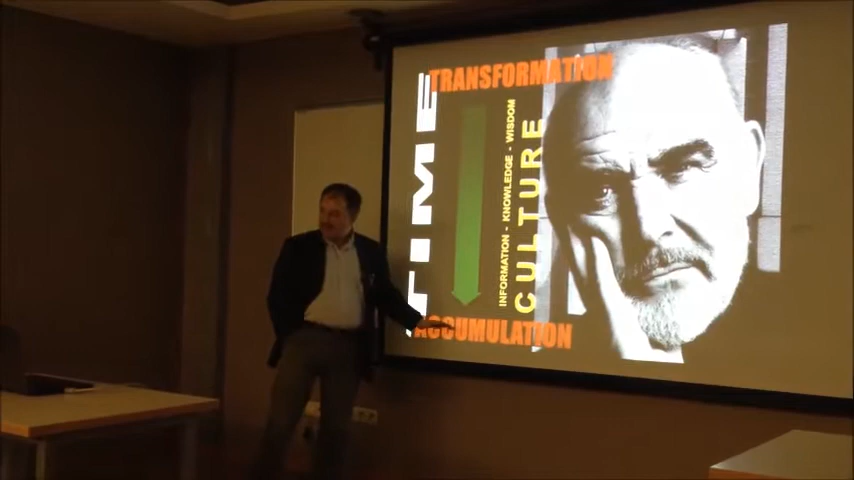 TRANSFORMATION
TIME
INFORMATION - KNOWLEDGE - WISDOM
CULTURE
ACCUMULATION